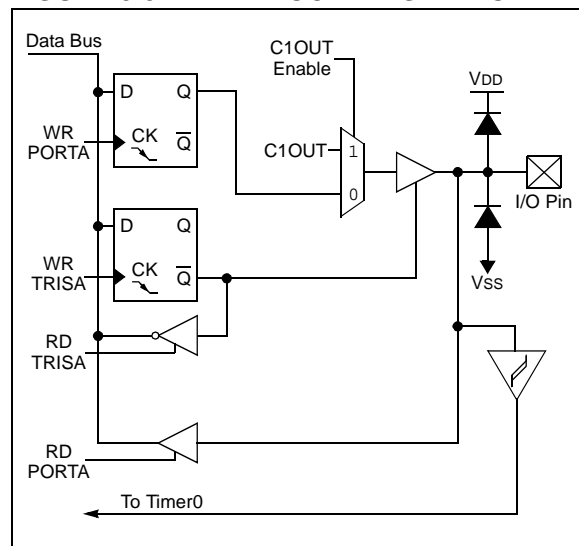 Data Bus
C1OUT
Enable
VDD
D
Q
CK
Q
WR
PORTA
C1OUT
1
0
I/O Pin
D
Q
CK
Q
WR
TRISA
VSS
RD
TRISA
RD
PORTA
To Timer0